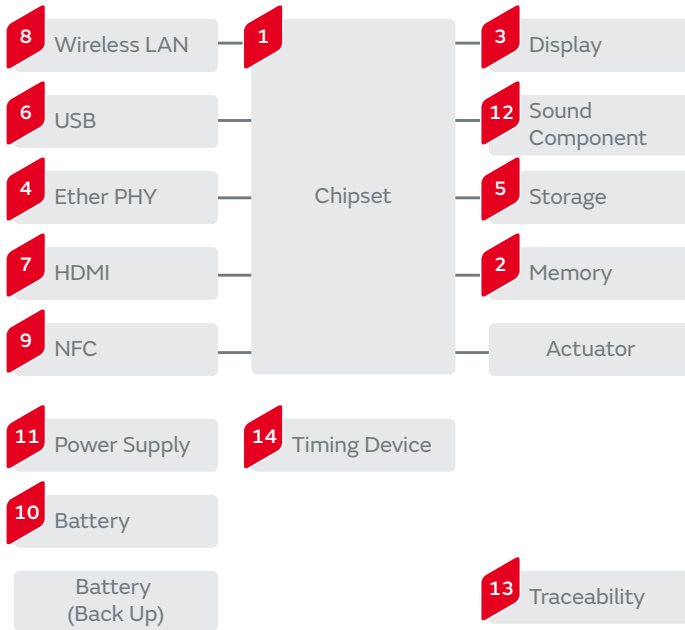 8
Wireless LAN
1
3
Display
6
USB
12
Sound
Component
4
Ether PHY
Chipset
5
Storage
7
HDMI
2
Memory
9
NFC
Actuator
11
Power Supply
14
Timing Device
10
Battery
Battery
(Back Up)
13
Traceability